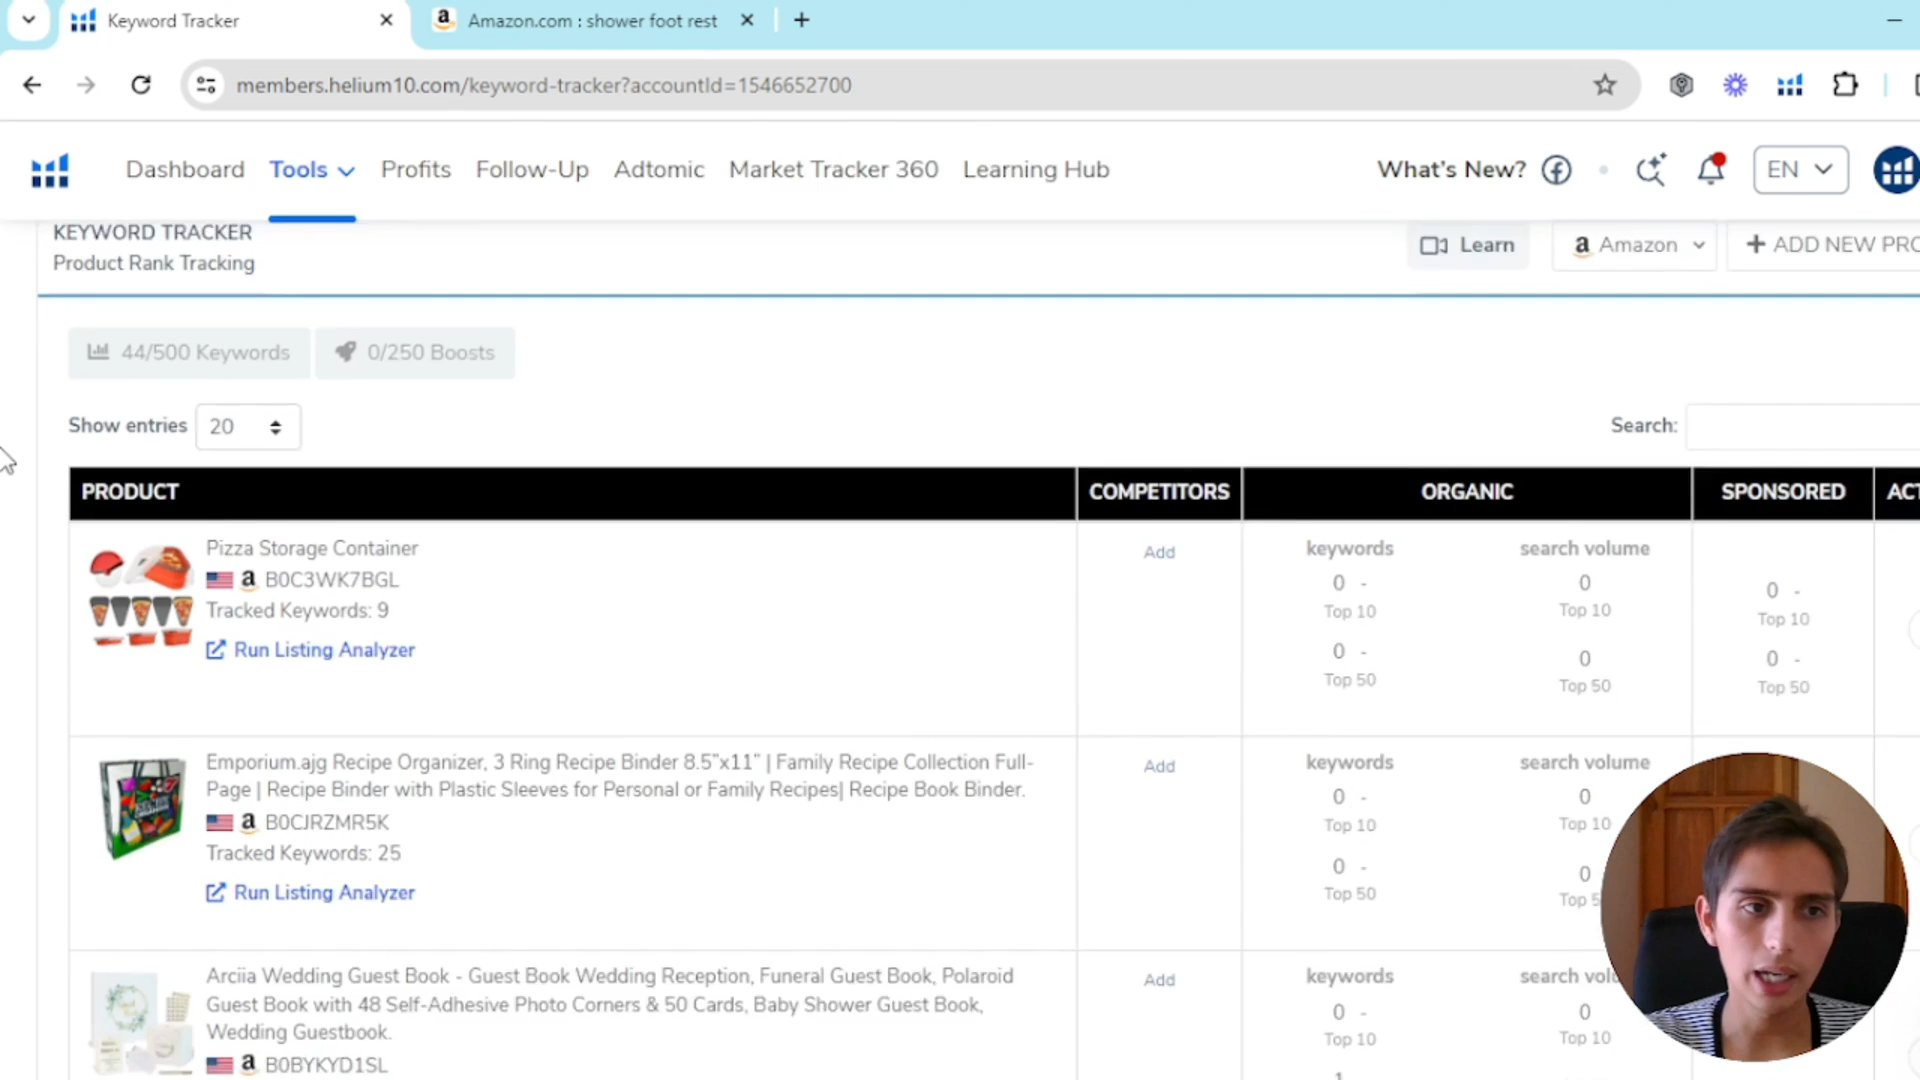 Keyword Tracker
Amazon.com : shower foot rest
members.helium10.com/keyword-tracker?accountId=1546652700
Dashboard Tools Profits Follow-Up Adtomic Market Tracker 360 Learning Hub What's New? EN
KEYWORD TRACKER
Product Rank Tracking
Learn
a Amazon
+ ADD NEW PRO
44/500 Keywords
0/250 Boosts
Show entries 20
Search:
PRODUCT COMPETITORS ORGANIC SPONSORED ACT
Pizza Storage Container
a B0C3WK7BGL
Tracked Keywords: 9
Run Listing Analyzer
Add
keywords
0 -
Top 10
0 -
Top 50
search volume
0
Top 10
0
Top 50
0 -
Top 10
0 -
Top 50
Emporium.ajg Recipe Organizer, 3 Ring Recipe Binder 8.5"x11" | Family Recipe Collection Full-
Page | Recipe Binder with Plastic Sleeves for Personal or Family Recipes| Recipe Book Binder.
a B0CJRZMR5K
Tracked Keywords: 25
Run Listing Analyzer
Add
keywords
0 -
Top 10
0 -
Top 50
search volume
0
Top 10
0
Top 5
Arciia Wedding Guest Book - Guest Book Wedding Reception, Funeral Guest Book, Polaroid
Guest Book with 48 Self-Adhesive Photo Corners & 50 Cards, Baby Shower Guest Book,
Wedding Guestbook.
a B0BYKYD1SL
Add
keywords
0 -
Top 10
1
search volu
0
Top 10